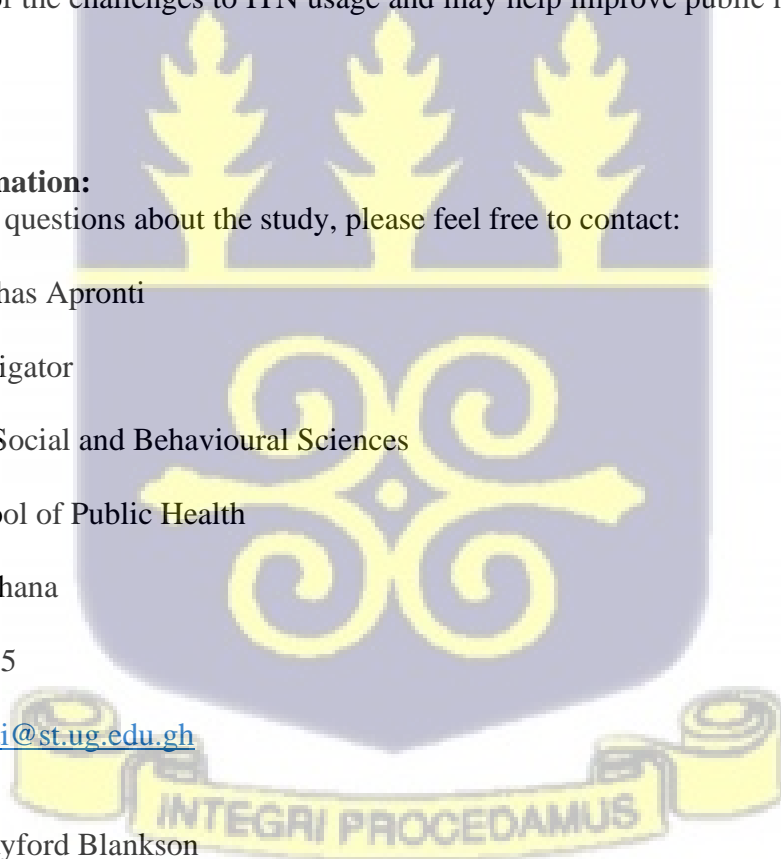 the challenges to ITN usage and may help improve public
nation:
questions about the study, please feel free to contact:
has Apronti
igator
Social and Behavioural Sciences
ool of Public Health
hana
5
i@st.ug.edu.gh
INTEGRI PROCEDAMUS
yford Blankson